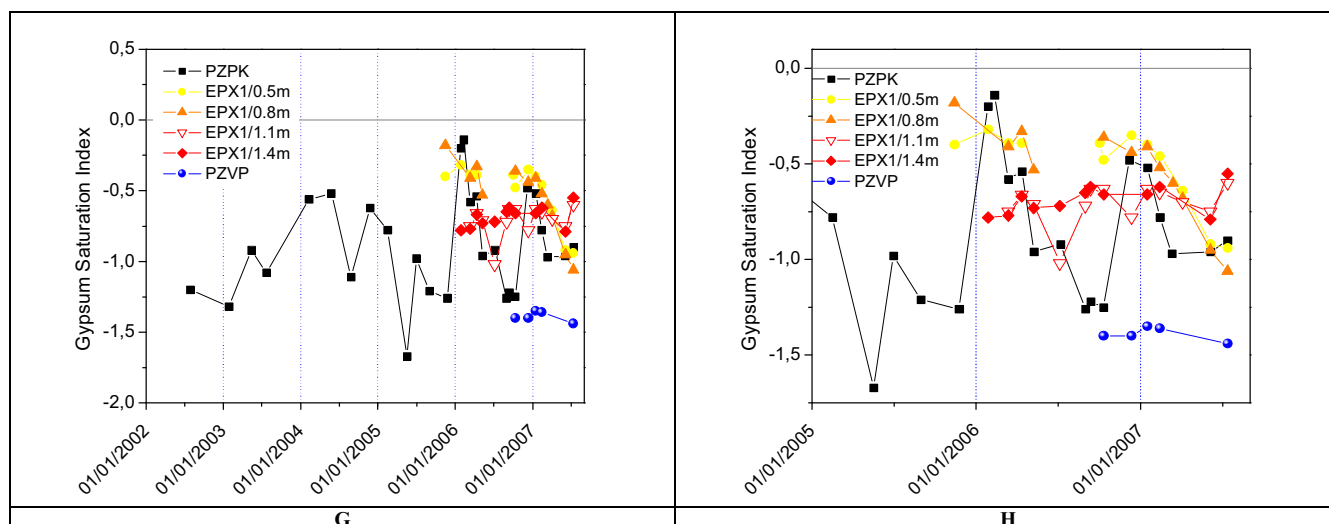 0,5
0,0
-0,5
-1,0
-1,5
-2,0
Gypsum Saturation Index
PZPK
EPX1/0.5m
EPX1/0.8m
EPX1/1.1m
EPX1/1.4m
PZVP
01/01/2002
01/01/2003
01/01/2004
01/01/2005
01/01/2006
01/01/2007
G
0,0
-0,5
-1,0
-1,5
Gypsum Saturation Index
PZPK
EPX1/0.5m
EPX1/0.8m
EPX1/1.1m
EPX1/1.4m
PZVP
01/01/2005
01/01/2006
01/01/2007
H